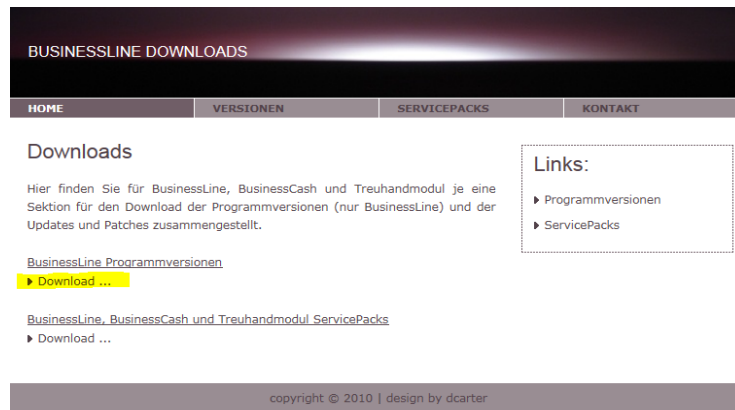 BUSINESSLINE DOWNLOADS
HOME VERSIONEN SERVICEPACKS KONTAKT
Downloads
Hier finden Sie für BusinessLine, BusinessCash und Treuhandmodul je eine
Sektion für den Download der Programmversionen (nur BusinessLine) und der
Updates und Patches zusammengestellt.
BusinessLine Programmversionen
Download ...
BusinessLine, BusinessCash und Treuhandmodul ServicePacks
Download ...
Links:
Programmversionen
ServicePacks
copyright © 2010 | design by dcarter